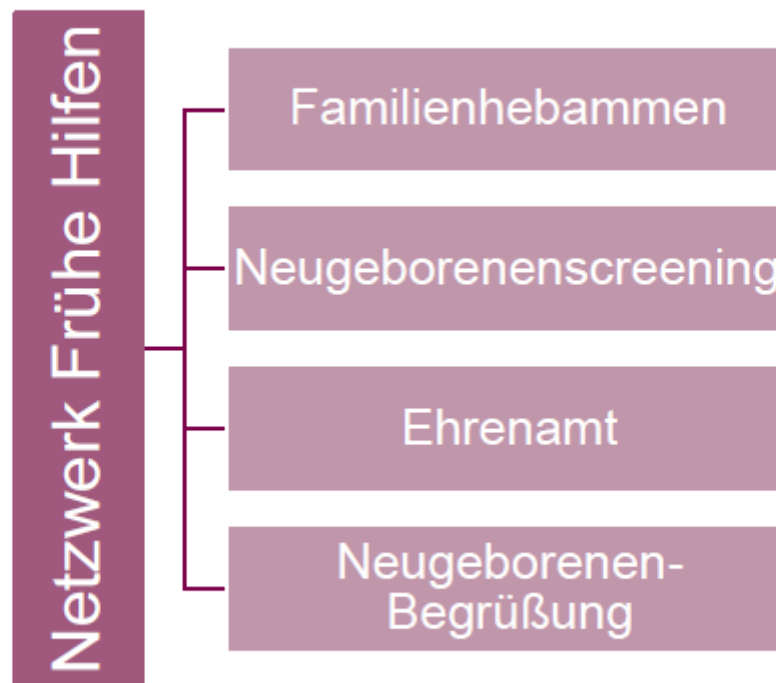 Netzwerk Frühe Hilfen
Familienhebammen
Neugeborenenscreening
Ehrenamt
Neugeborenen-
Begrüßung